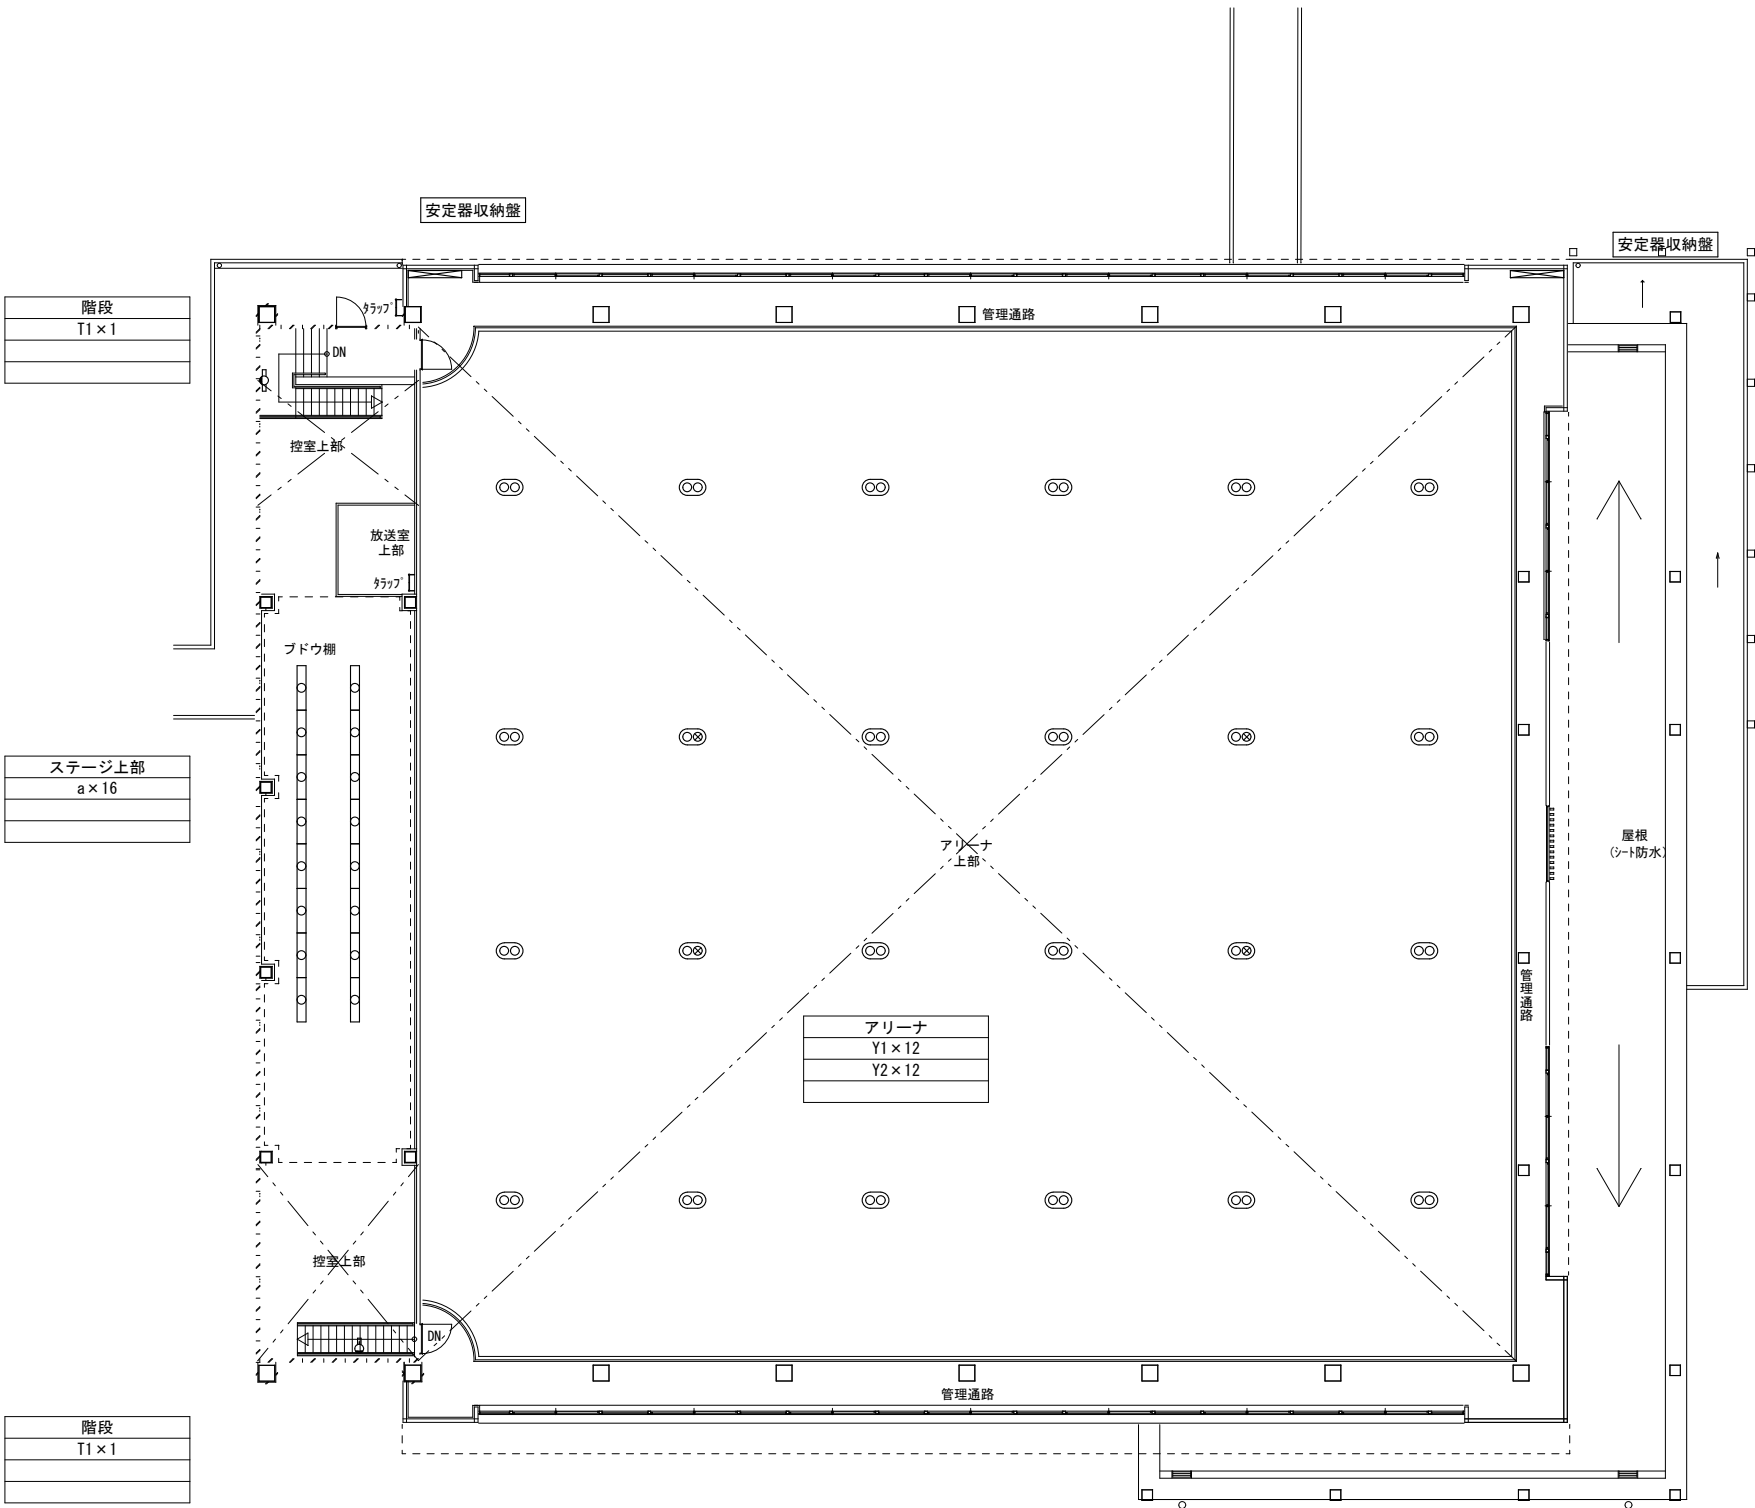 安定器収納盤
安定器収納盤
階段
T1×1
タラップ
管理通路
DN
控室上部
放送室
上部
タラップ
ブドウ棚
ステージ上部
a×16
アリーナ
上部
屋根
(シート防水)
管理通路
アリーナ
Y1×12
Y2×12
控室上部
DN
管理通路
階段
T1×1